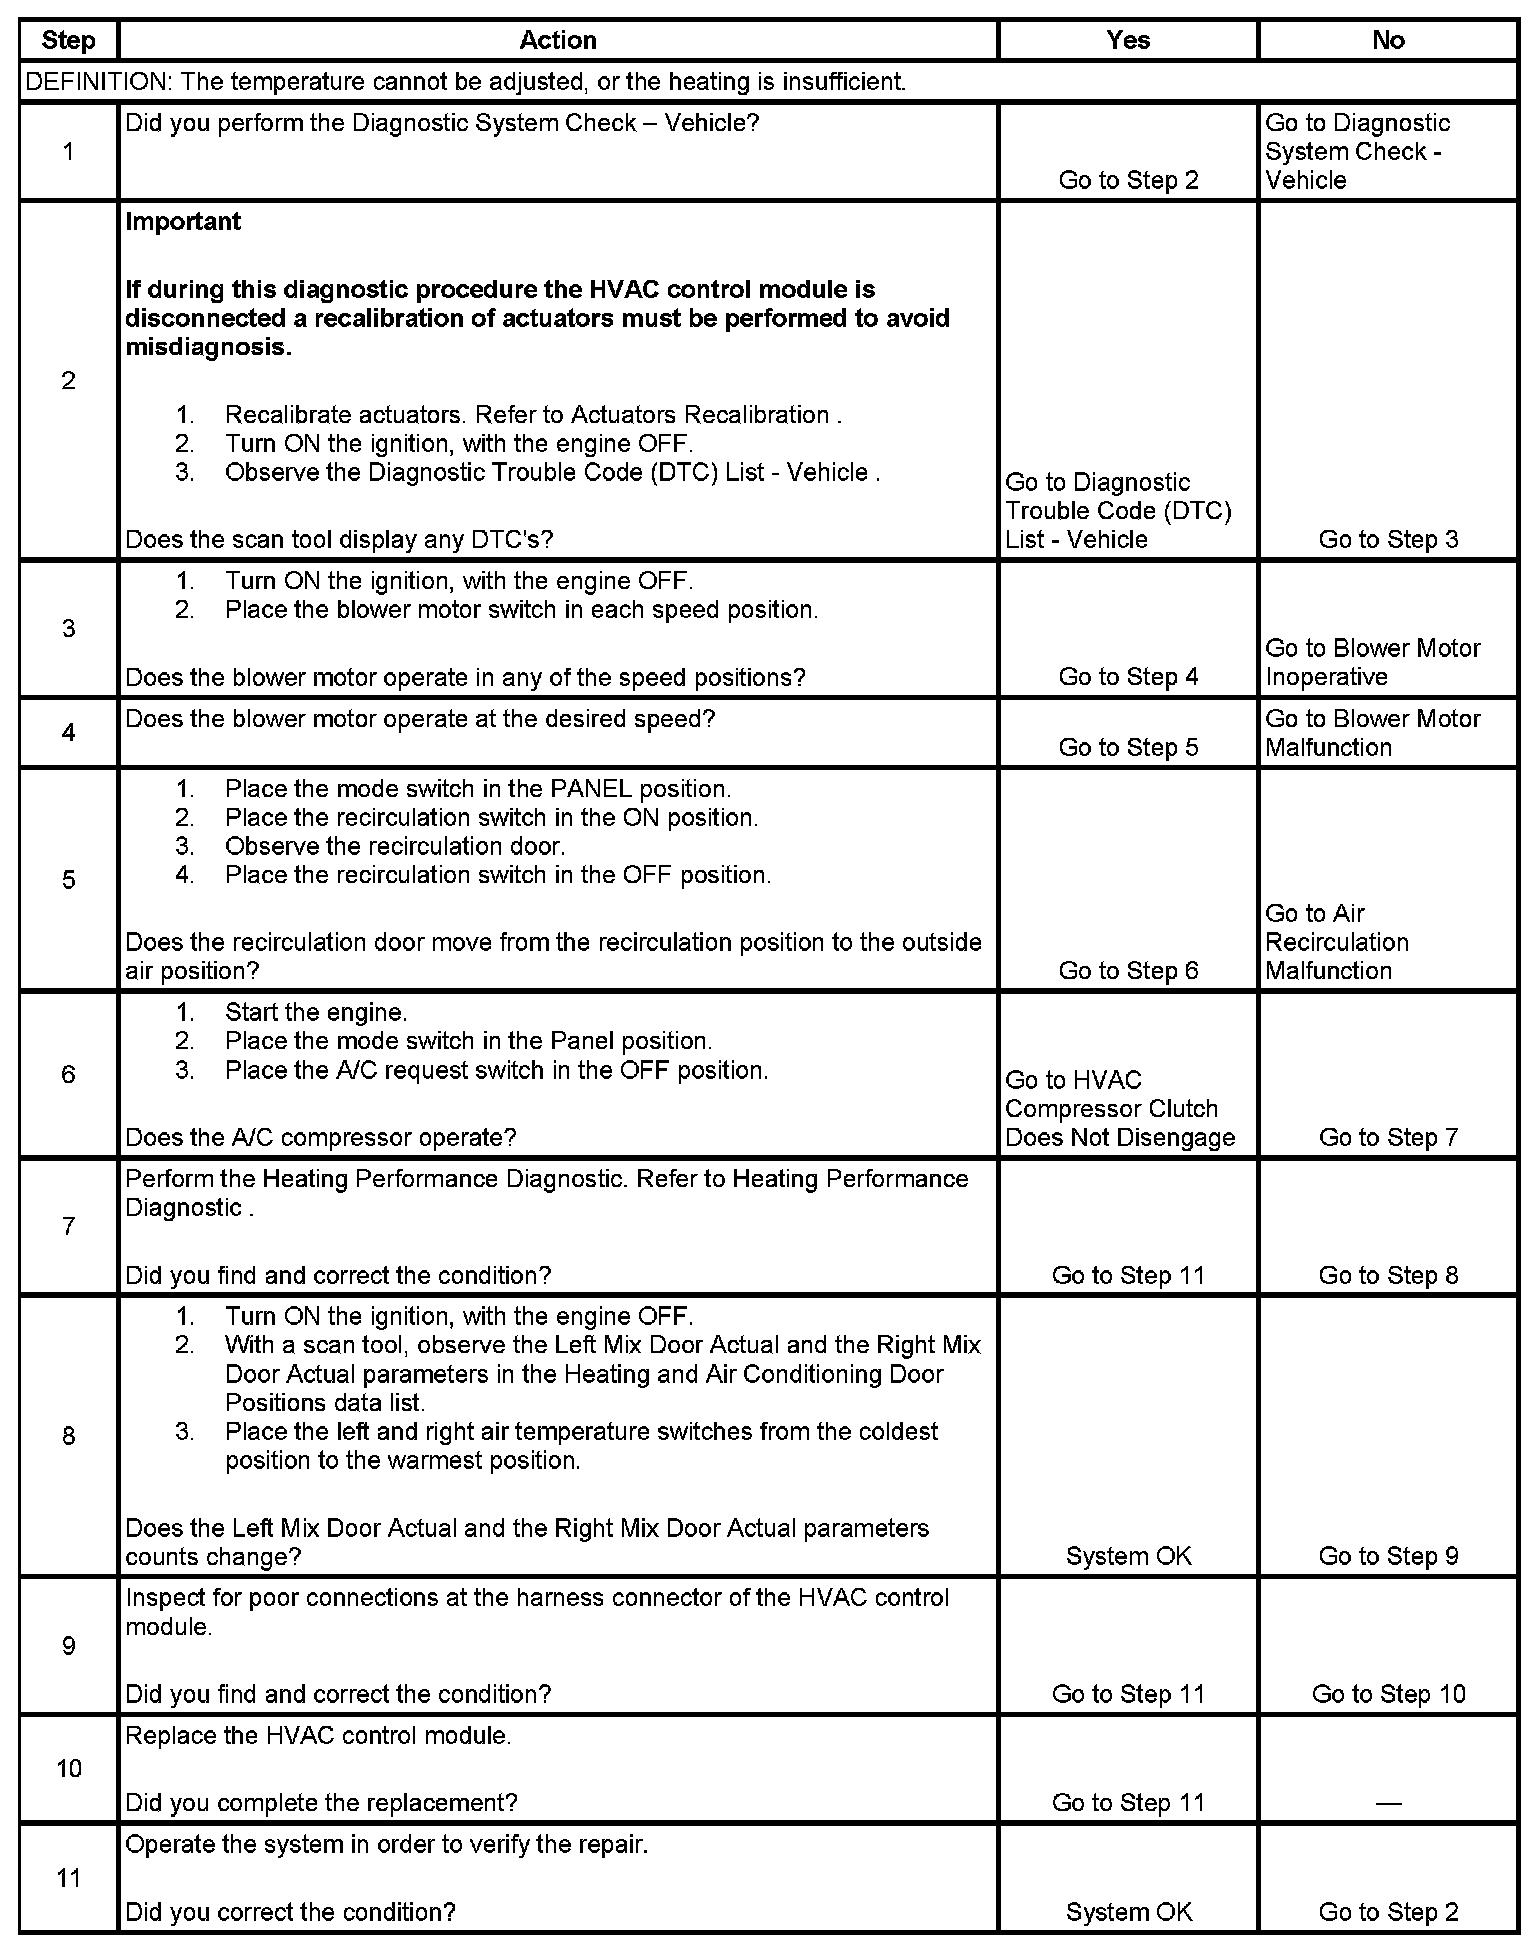 Step Action Yes No
DEFINITION: The temperature cannot be adjusted, or the heating is insufficient.
1
Did you perform the Diagnostic System Check – Vehicle?
Go to Step 2
Go to Diagnostic
System Check -
Vehicle
2
Important
If during this diagnostic procedure the HVAC control module is
disconnected a recalibration of actuators must be performed to avoid
misdiagnosis.
1. Recalibrate actuators. Refer to Actuators Recalibration .
2. Turn ON the ignition, with the engine OFF.
3. Observe the Diagnostic Trouble Code (DTC) List - Vehicle .
Does the scan tool display any DTC's?
Go to Diagnostic
Trouble Code (DTC)
List - Vehicle
Go to Step 3
3
1. Turn ON the ignition, with the engine OFF.
2. Place the blower motor switch in each speed position.
Does the blower motor operate in any of the speed positions?
Go to Step 4
Go to Blower Motor
Inoperative
4
Does the blower motor operate at the desired speed?
Go to Step 5
Go to Blower Motor
Malfunction
5
1. Place the mode switch in the PANEL position.
2. Place the recirculation switch in the ON position.
3. Observe the recirculation door.
4. Place the recirculation switch in the OFF position.
Does the recirculation door move from the recirculation position to the outside
air position?
Go to Step 6
Go to Air
Recirculation
Malfunction
6
1. Start the engine.
2. Place the mode switch in the Panel position.
3. Place the A/C request switch in the OFF position.
Does the A/C compressor operate?
Go to HVAC
Compressor Clutch
Does Not Disengage
Go to Step 7
7
Perform the Heating Performance Diagnostic. Refer to Heating Performance
Diagnostic .
Did you find and correct the condition?
Go to Step 11
Go to Step 8
8
1. Turn ON the ignition, with the engine OFF.
2. With a scan tool, observe the Left Mix Door Actual and the Right Mix
Door Actual parameters in the Heating and Air Conditioning Door
Positions data list.
3. Place the left and right air temperature switches from the coldest
position to the warmest position.
Does the Left Mix Door Actual and the Right Mix Door Actual parameters
counts change?
System OK
Go to Step 9
9
Inspect for poor connections at the harness connector of the HVAC control
module.
Did you find and correct the condition?
Go to Step 11
Go to Step 10
10
Replace the HVAC control module.
Did you complete the replacement?
Go to Step 11
—
11
Operate the system in order to verify the repair.
Did you correct the condition?
System OK
Go to Step 2